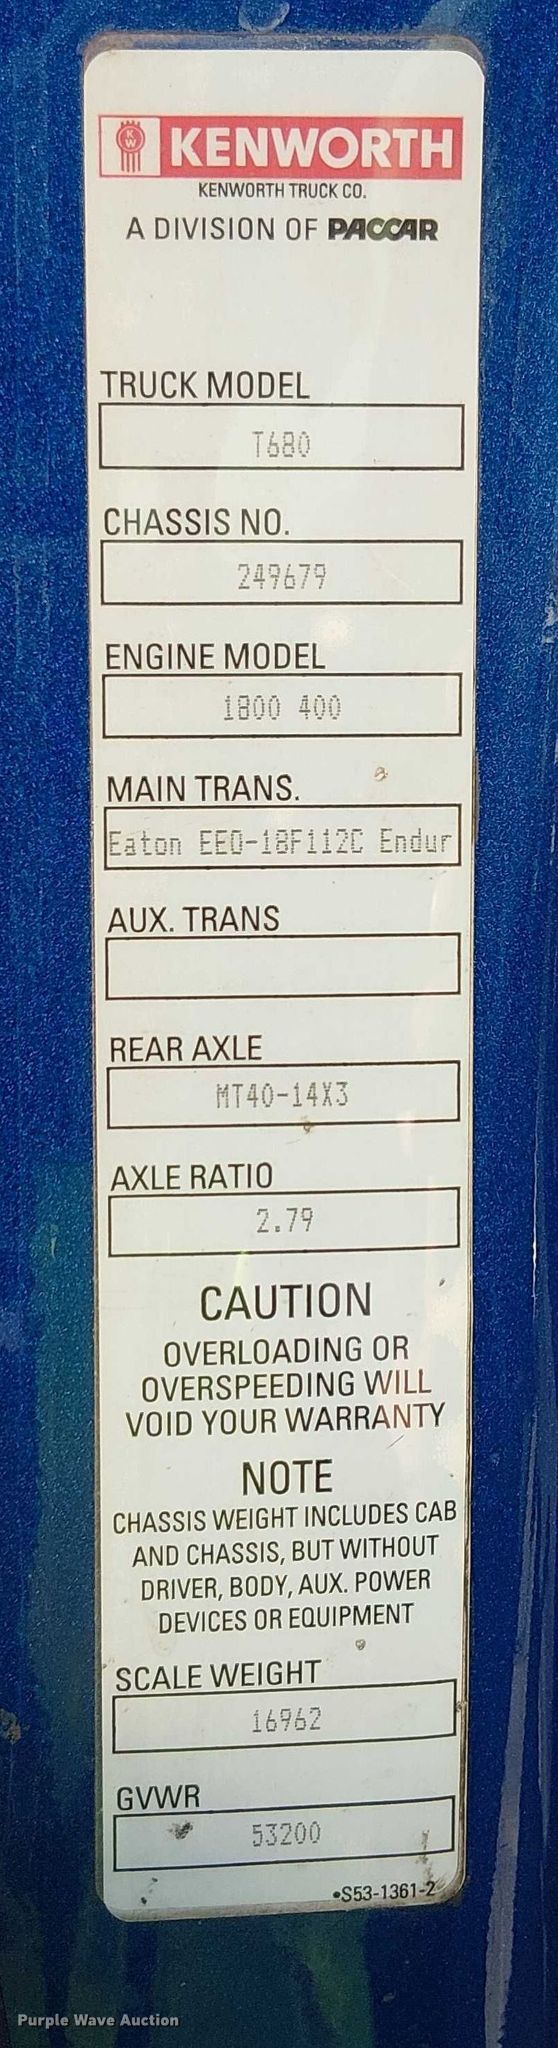 KW KENWORTH
KENWORTH TRUCK CO.
A DIVISION OF PACCAR
TRUCK MODEL
T680
CHASSIS NO.
249679
ENGINE MODEL
1800 400
MAIN TRANS.
Eaton EEO-18F112C Endur
AUX. TRANS
REAR AXLE
MT40-14X3
AXLE RATIO
2.79
CAUTION
OVERLOADING OR
OVERSPEEDING WILL
VOID YOUR WARRANTY
NOTE
CHASSIS WEIGHT INCLUDES CAB
AND CHASSIS, BUT WITHOUT
DRIVER, BODY, AUX. POWER
DEVICES OR EQUIPMENT
SCALE WEIGHT
16962
GVWR
53200
•S53-1361-2
Purple Wave Auction